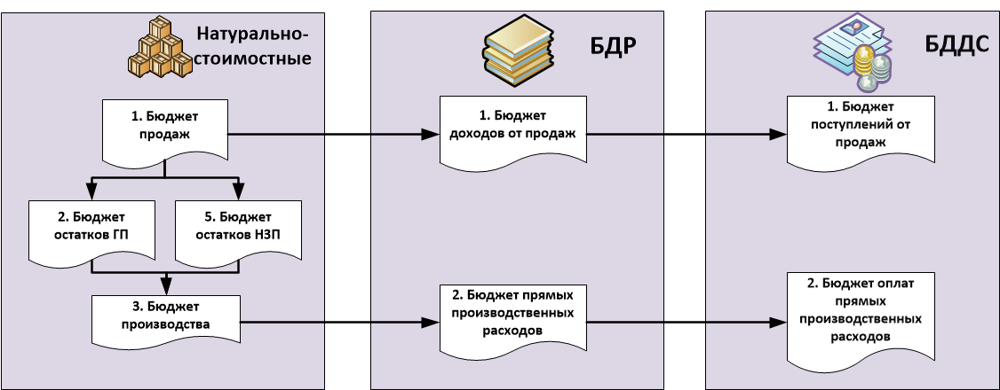 Натурально-
стоимостные
1. Бюджет
продаж
2. Бюджет
остатков ГП
5. Бюджет
остатков НЗП
3. Бюджет
производства
БДР
1. Бюджет
доходов от продаж
2. Бюджет прямых
производственных
расходов
БДДС
1. Бюджет
поступлений от
продаж
2. Бюджет оплат
прямых
производственных
расходов